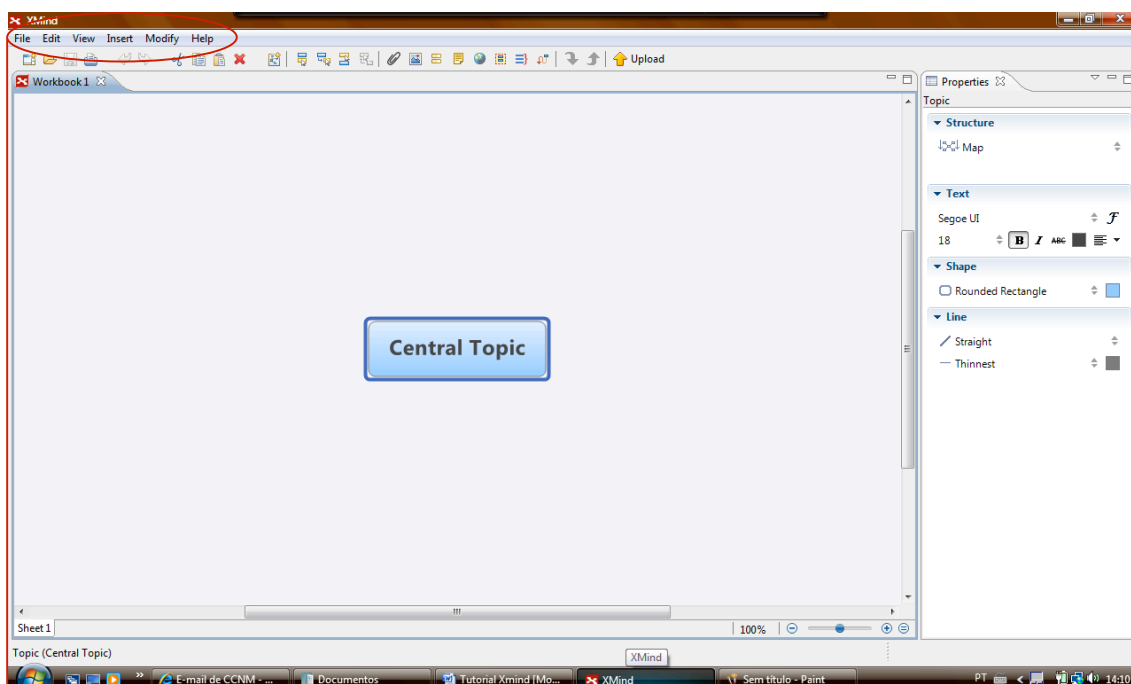 XMind
File Edit View Insert Modify Help
Upload
Workbook 1
Properties
Topic
Structure
Map
Text
Segoe UI
18 B I ABC
Shape
Rounded Rectangle
Line
Straight
Thinnest
Central Topic
Sheet 1
100%
Topic (Central Topic)
XMind
E-mail de CCNM - ...
Documentos
Tutorial Xmind [Mo...
XMind
Sem título - Paint
PT
14:10